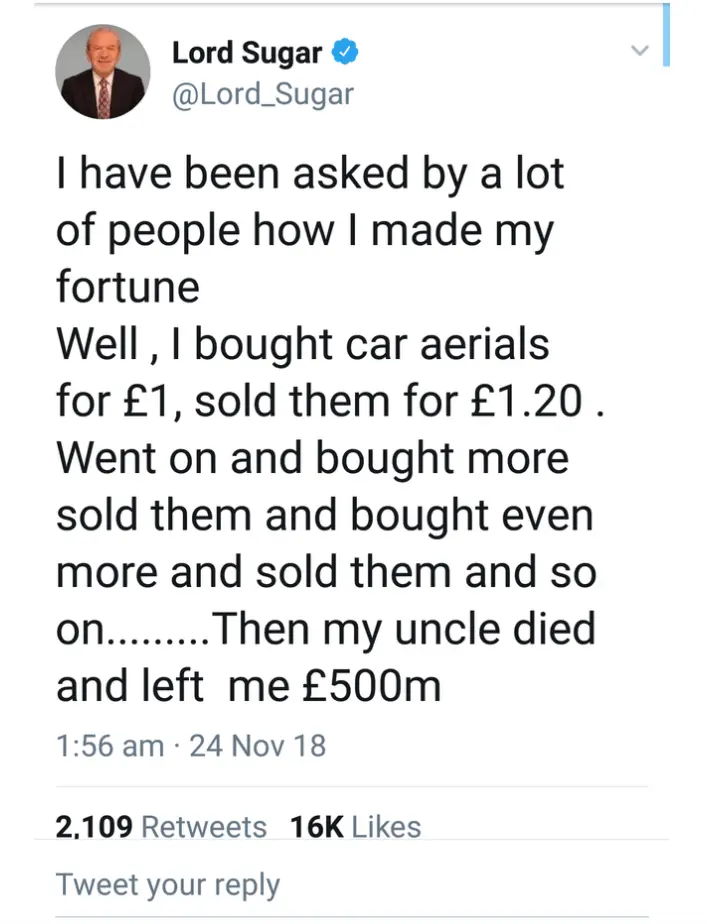 Lord Sugar
@Lord_Sugar
I have been asked by a lot
of people how I made my
fortune
Well , I bought car aerials
for £1, sold them for £1.20 .
Went on and bought more
sold them and bought even
more and sold them and so
on.........Then my uncle died
and left  me £500m
1:56 am · 24 Nov 18
2,109 Retweets 16K Likes
Tweet your reply